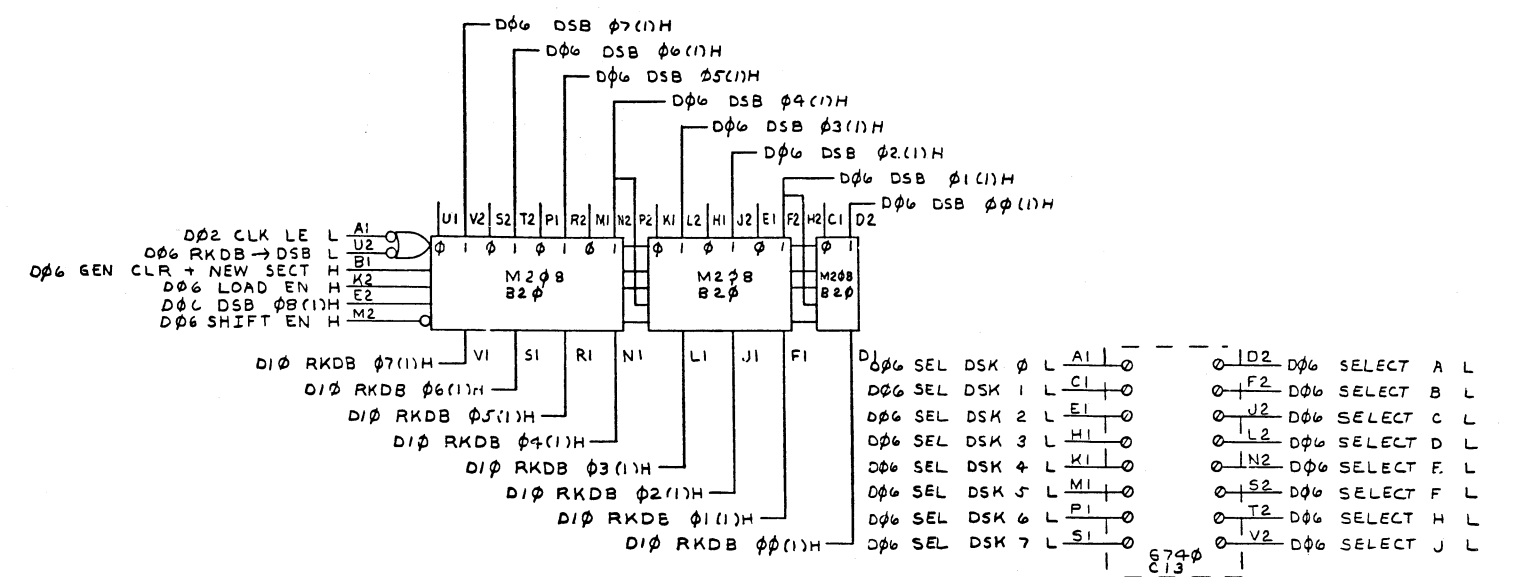 DØ6 DSB Ø7(1)H
DØ6 DSB Ø6(1)H
DØ6 DSB Ø5(1)H
DØ6 DSB Ø4(1)H
DØ6 DSB Ø3(1)H
DØ6 DSB Ø2(1)H
DØ6 DSB Ø1(1)H
DØ6 DSB ØØ(1)H
U1 V2 S2 T2 P1 R2 M1 N2 P2 K1 L2 H1 J2 E1 F2 H2 C1 D2
Ø 1 Ø 1 Ø 1 Ø 1 Ø 1 Ø 1 Ø 1 Ø 1
DØ2 CLK LE L A1
DØ6 RKDB → DSB L U2
DØ6 GEN CLR + NEW SECT H B1
DØ6 LOAD EN H K2
DØ6 DSB Ø8(1)H E2
DØ6 SHIFT EN H M2
M2Ø8 M2Ø8 M2Ø8
B2Ø B2Ø B2Ø
V1 S1 R1 N1 L1 J1 F1 D1
D1Ø RKDB Ø7(1)H
D1Ø RKDB Ø6(1)H
D1Ø RKDB Ø5(1)H
D1Ø RKDB Ø4(1)H
D1Ø RKDB Ø3(1)H
D1Ø RKDB Ø2(1)H
D1Ø RKDB Ø1(1)H
D1Ø RKDB ØØ(1)H
DØ6 SEL DSK Ø L A1 D2 DØ6 SELECT A L
DØ6 SEL DSK 1 L C1 F2 DØ6 SELECT B L
DØ6 SEL DSK 2 L E1 J2 DØ6 SELECT C L
DØ6 SEL DSK 3 L H1 L2 DØ6 SELECT D L
DØ6 SEL DSK 4 L K1 N2 DØ6 SELECT E L
DØ6 SEL DSK 5 L M1 S2 DØ6 SELECT F L
DØ6 SEL DSK 6 L P1 T2 DØ6 SELECT H L
DØ6 SEL DSK 7 L S1 V2 DØ6 SELECT J L
G74Ø
C13